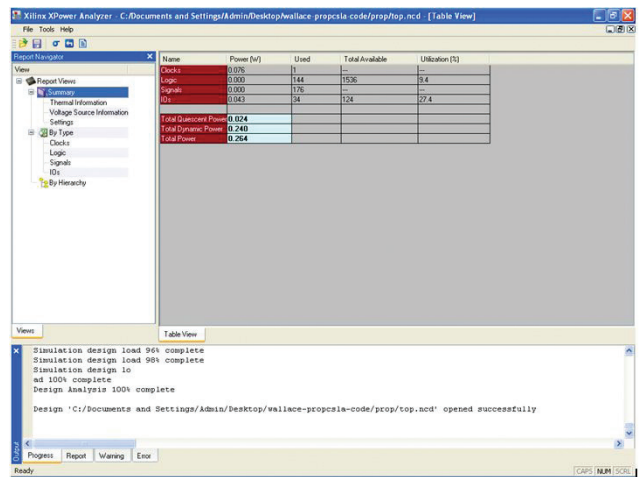 Xilinx XPower Analyzer - C:/Documents and Settings/Admin/Desktop/wallace-propcsla-code/prop/top.ncd - [Table View]
File Tools Help
Report Navigator
View
Report Views
Summary
Thermal Information
Voltage Source Information
Settings
By Type
Clocks
Logic
Signals
IOs
By Hierarchy
Views
Name Power (W) Used Total Available Utilization (%)
Clocks 0.076 1 -- --
Logic 0.000 144 1536 9.4
Signals 0.000 176 -- --
IOs 0.043 34 124 27.4
Total Quiescent Power 0.024
Total Dynamic Power 0.240
Total Power 0.264
Table View
Simulation design load 96% complete
Simulation design load 98% complete
Simulation design lo
ad 100% complete
Design Analysis 100% complete
Design 'C:/Documents and Settings/Admin/Desktop/wallace-propcsla-code/prop/top.ncd' opened successfully
Output
Progress Report Warning Error
Ready CAPS NUM SCRL